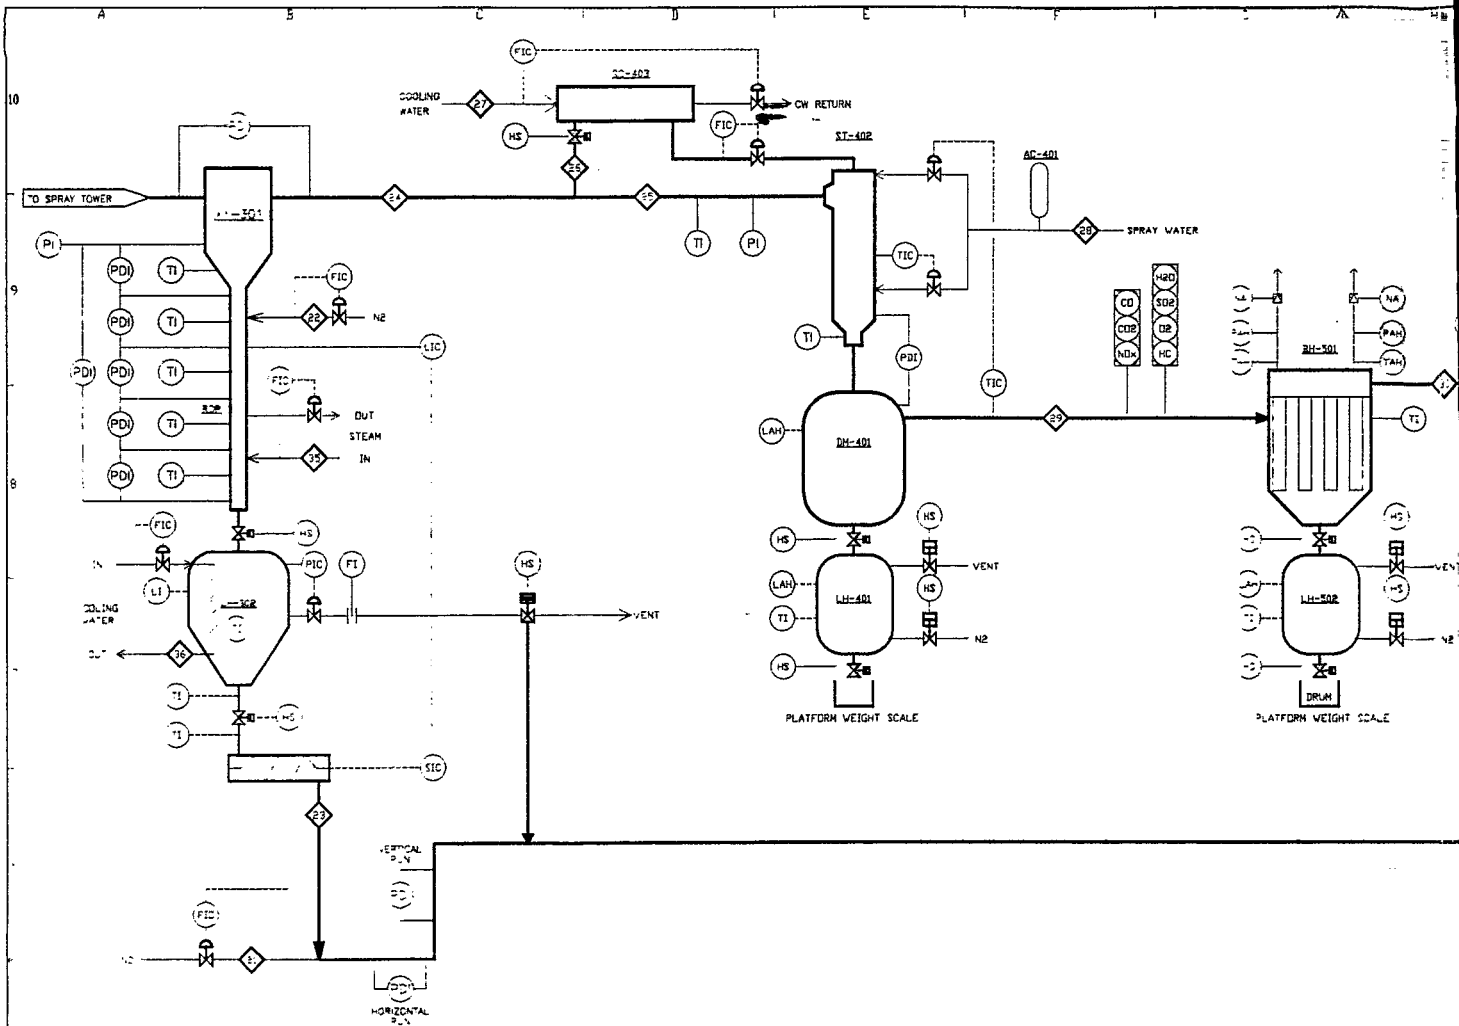 A B C D E F
10
FIC
COOLING
WATER
27
CW RETURN
HS
FIC
ST-402
AC-401
26
TO SPRAY TOWER
24
25
28
SPRAY WATER
PI
TI
PI
PDI
TI
FIC
TIC
9
22
N2
PDI
TI
TI
PDI
LIC
PDI
PDI
TI
FIC
TIC
CO
CO2
NOx
H2O
SO2
O2
HC
NA
PAH
TAH
BH-501
OUT
STEAM
IN
35
PDI
TI
PDI
TI
LAH
DH-401
29
TI
8
FIC
HS
IN
LI
PIC
FI
HS
HS
HS
HS
VENT
LAH
LH-401
HS
TI
N2
HS
VENT
LH-502
HS
N2
OUT
36
VENT
TI
HS
TI
HS
DRUM
PLATFORM WEIGHT SCALE
PLATFORM WEIGHT SCALE
SIC
23
VERTICAL
FIC
N2
PDI
HORIZONTAL